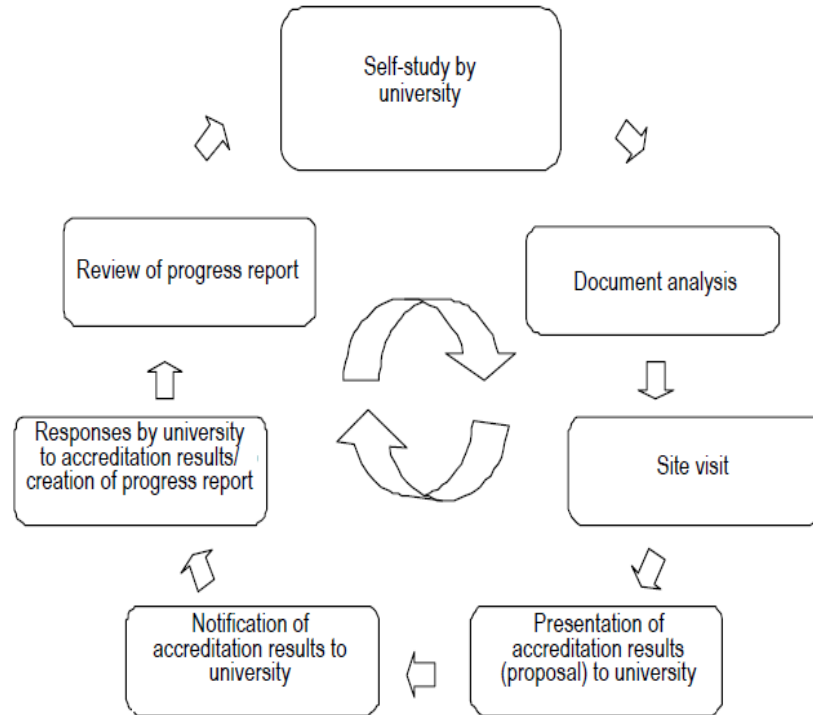 Self-study by
university
Document analysis
Site visit
Presentation of
accreditation results
(proposal) to university
Notification of
accreditation results to
university
Responses by university
to accreditation results/
creation of progress report
Review of progress report